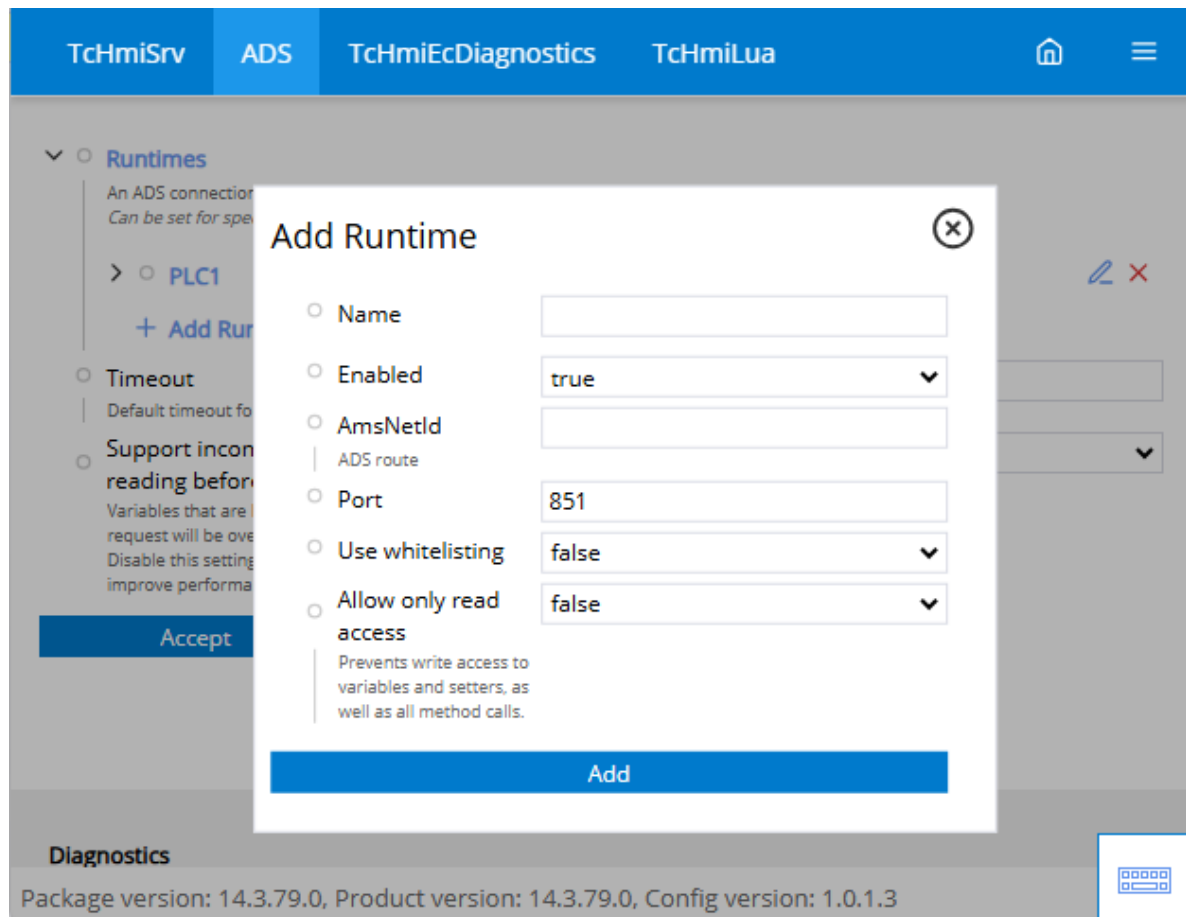 TcHmiSrv ADS TcHmiEcDiagnostics TcHmiLua
Runtimes
An ADS connection
Can be set for spe
PLC1
+ Add Run
Timeout
Default timeout fo
Support incom
reading before
Variables that are
request will be ove
Disable this setting
improve performa
Accept
Add Runtime
Name
Enabled true
AmsNetId
ADS route
Port 851
Use whitelisting false
Allow only read false
access
Prevents write access to
variables and setters, as
well as all method calls.
Add
Diagnostics
Package version: 14.3.79.0, Product version: 14.3.79.0, Config version: 1.0.1.3